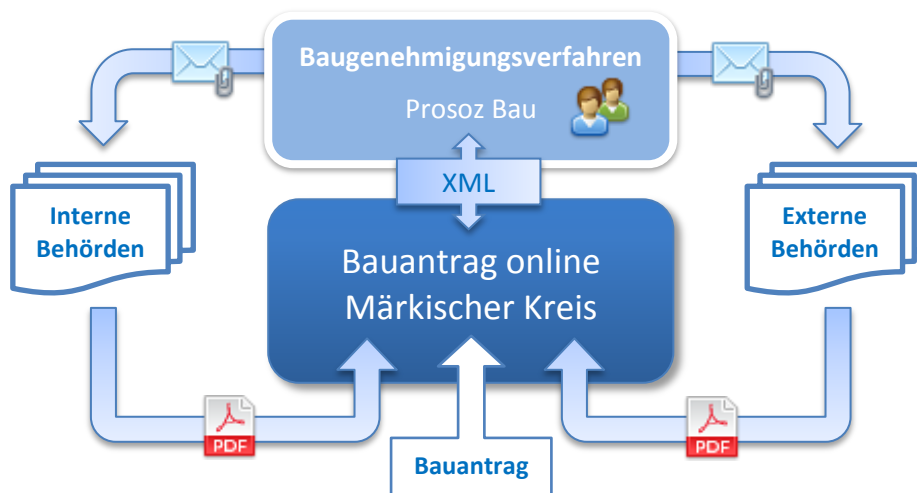 Baugenehmigungsverfahren
Prosoz Bau
XML
Interne
Behörden
Externe
Behörden
Bauantrag online
Märkischer Kreis
PDF
PDF
Bauantrag